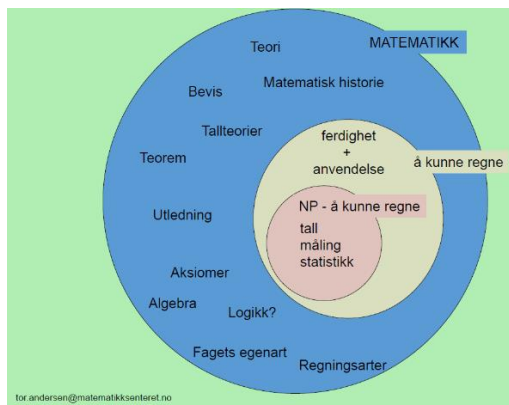 Teori
MATEMATIKK
Bevis
Matematisk historie
Tallteorier
ferdighet
+
anvendelse
Teorem
å kunne regne
NP - å kunne regne
tall
måling
statistikk
Utledning
Aksiomer
Algebra
Logikk?
Fagets egenart
Regningsarter
tor.andersen@matematikksenteret.no